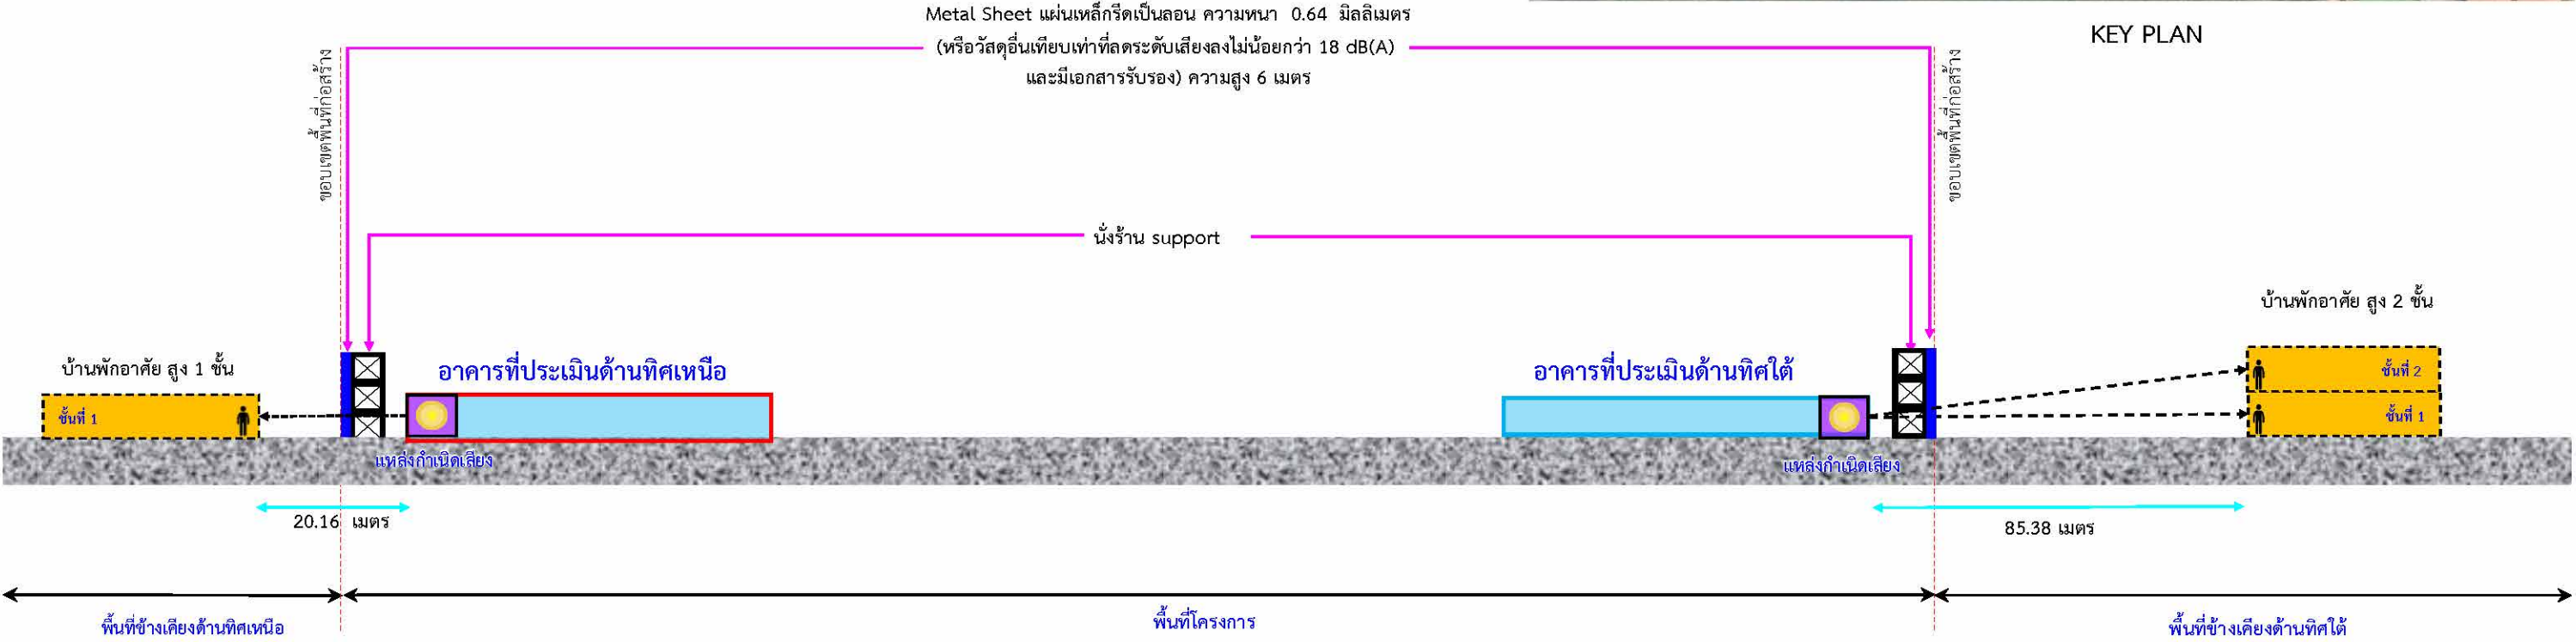 Metal Sheet แผ่นเหล็กรีดเป็นลอน ความหนา 0.64 มิลลิเมตร
(หรือวัสดุอื่นเทียบเท่าที่ลดระดับเสียงลงไม่น้อยกว่า 18 dB(A)
และมีเอกสารรับรอง) ความสูง 6 เมตร
KEY PLAN
ขอบเขตพื้นที่ก่อสร้าง
ขอบเขตพื้นที่ก่อสร้าง
นั่งร้าน support
บ้านพักอาศัย สูง 2 ชั้น
บ้านพักอาศัย สูง 1 ชั้น
อาคารที่ประเมินด้านทิศเหนือ
อาคารที่ประเมินด้านทิศใต้
ชั้นที่ 2
ชั้นที่ 1
ชั้นที่ 1
แหล่งกำเนิดเสียง
แหล่งกำเนิดเสียง
20.16 เมตร
85.38 เมตร
พื้นที่ข้างเคียงด้านทิศเหนือ
พื้นที่โครงการ
พื้นที่ข้างเคียงด้านทิศใต้